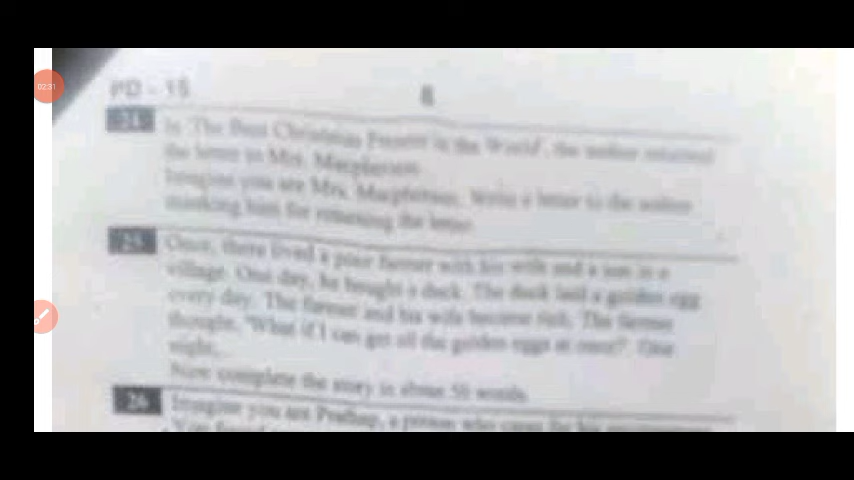 02:31
PD - 15
6
24
In 'The Best Christmas Present in the World', the author returned
the letter to Mrs. Macpherson.
Imagine you are Mrs. Macpherson. Write a letter to the author
thanking him for returning the letter.
25
Once, there lived a poor farmer with his wife and a son in a
village. One day, he bought a duck. The duck laid a golden egg
every day. The farmer and his wife became rich. The farmer
thought, "What if I can get all the golden eggs at once?" One
night,..
Now complete the story in about 50 words.
26
Imagine you are Pradhap, a person who cares for his environment.
You found